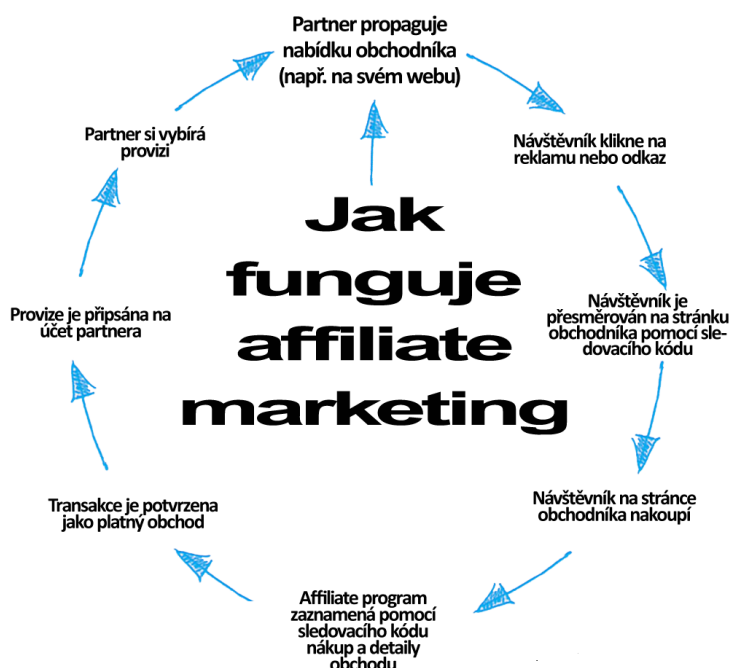 Partner propaguje
nabídku obchodníka
(např. na svém webu)
Návštěvník klikne na
reklamu nebo odkaz
Návštěvník je
přesměrován na stránku
obchodníka pomocí sle-
dovacího kódu
Návštěvník na stránce
obchodníka nakoupí
Affiliate program
zaznamená pomocí
sledovacího kódu
nákup a detaily
obchodu
Transakce je potvrzena
jako platný obchod
Provize je připsána na
účet partnera
Partner si vybírá
provizi
Jak
funguje
affiliate
marketing